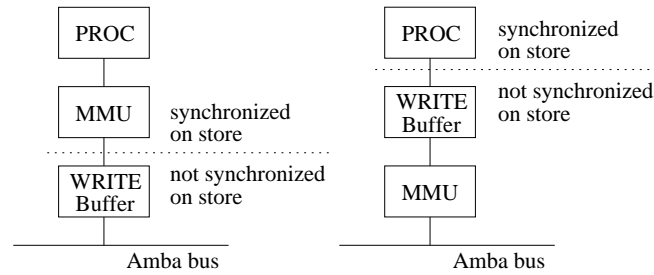 PROC
MMU
synchronized
on store
WRITE
Buffer
not synchronized
on store
Amba bus
PROC
synchronized
on store
WRITE
Buffer
not synchronized
on store
MMU
Amba bus